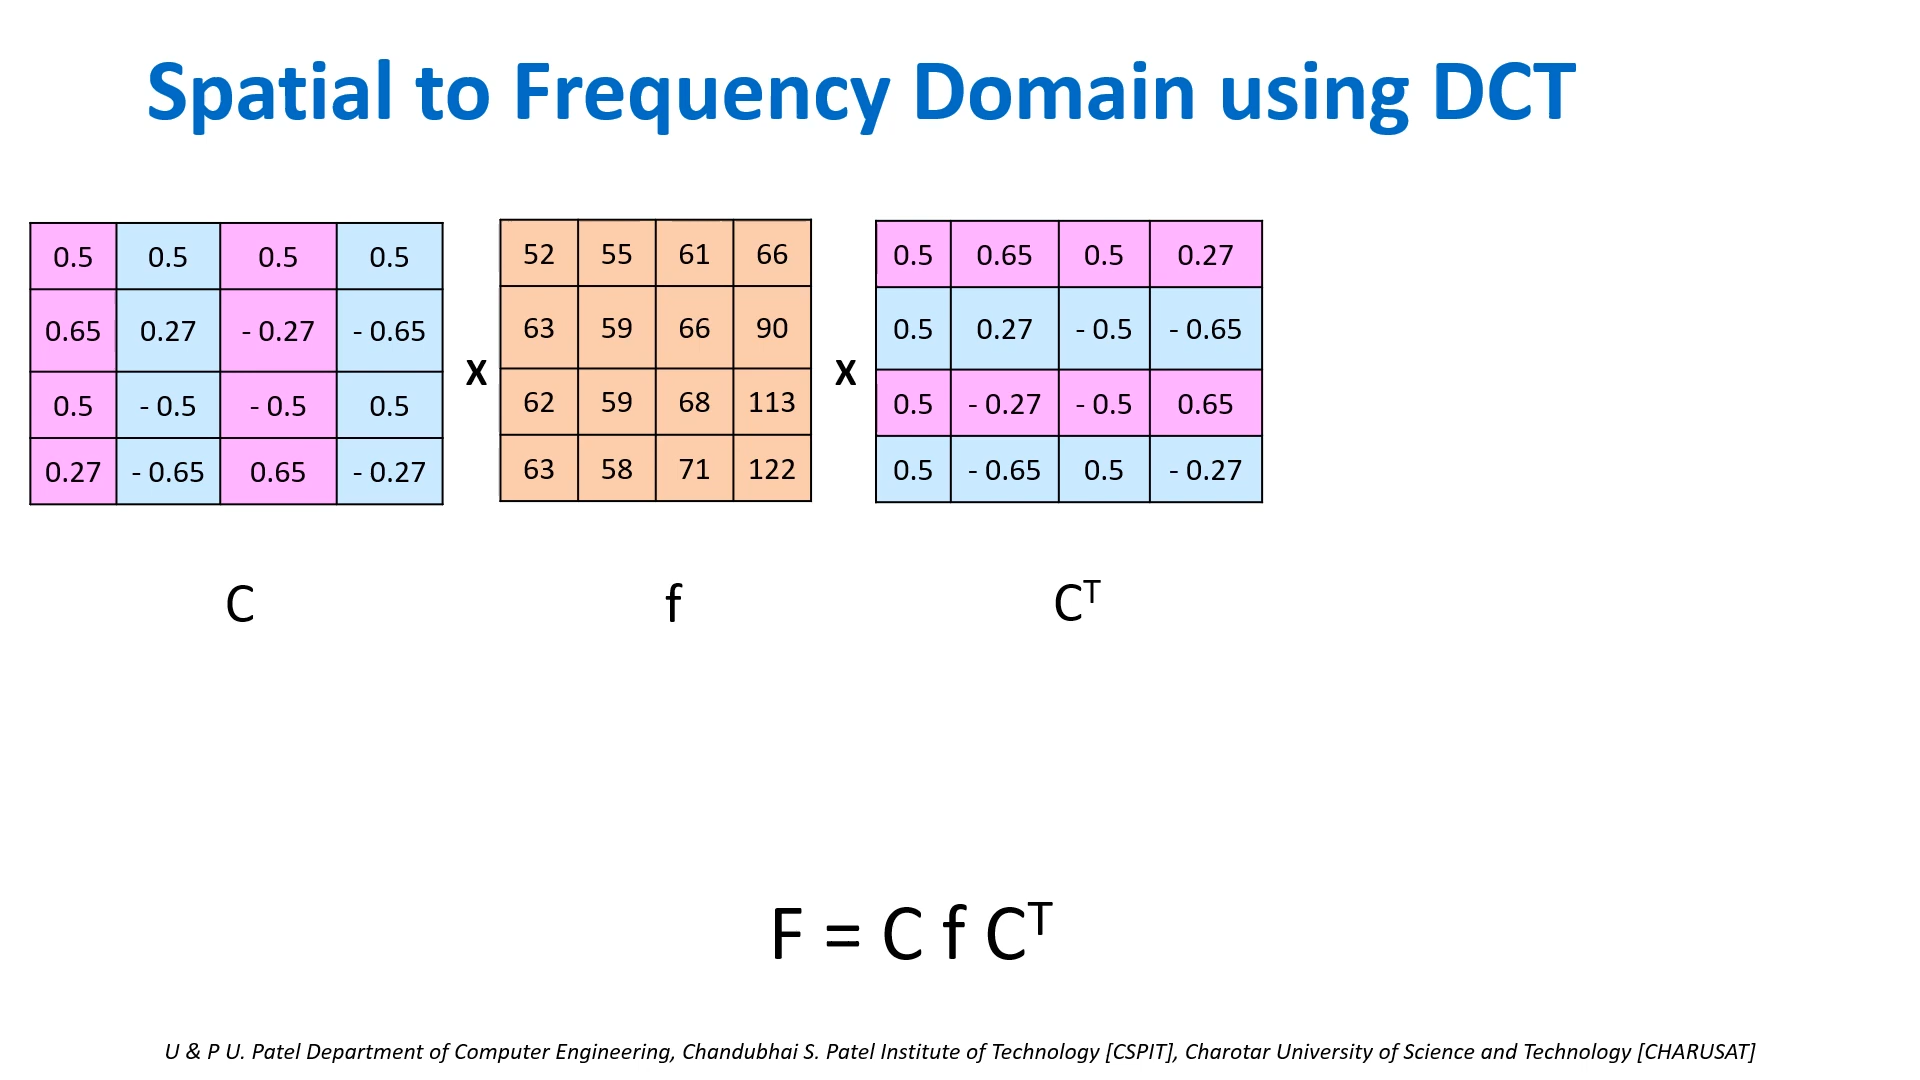 Spatial to Frequency Domain using DCT
0.5 0.5 0.5 0.5
0.65 0.27 - 0.27 - 0.65
0.5 - 0.5 - 0.5 0.5
0.27 - 0.65 0.65 - 0.27
X
52 55 61 66
63 59 66 90
62 59 68 113
63 58 71 122
X
0.5 0.65 0.5 0.27
0.5 0.27 - 0.5 - 0.65
0.5 - 0.27 - 0.5 0.65
0.5 - 0.65 0.5 - 0.27
C
f
Cᵀ
F = C f Cᵀ
U & P U. Patel Department of Computer Engineering, Chandubhai S. Patel Institute of Technology [CSPIT], Charotar University of Science and Technology [CHARUSAT]